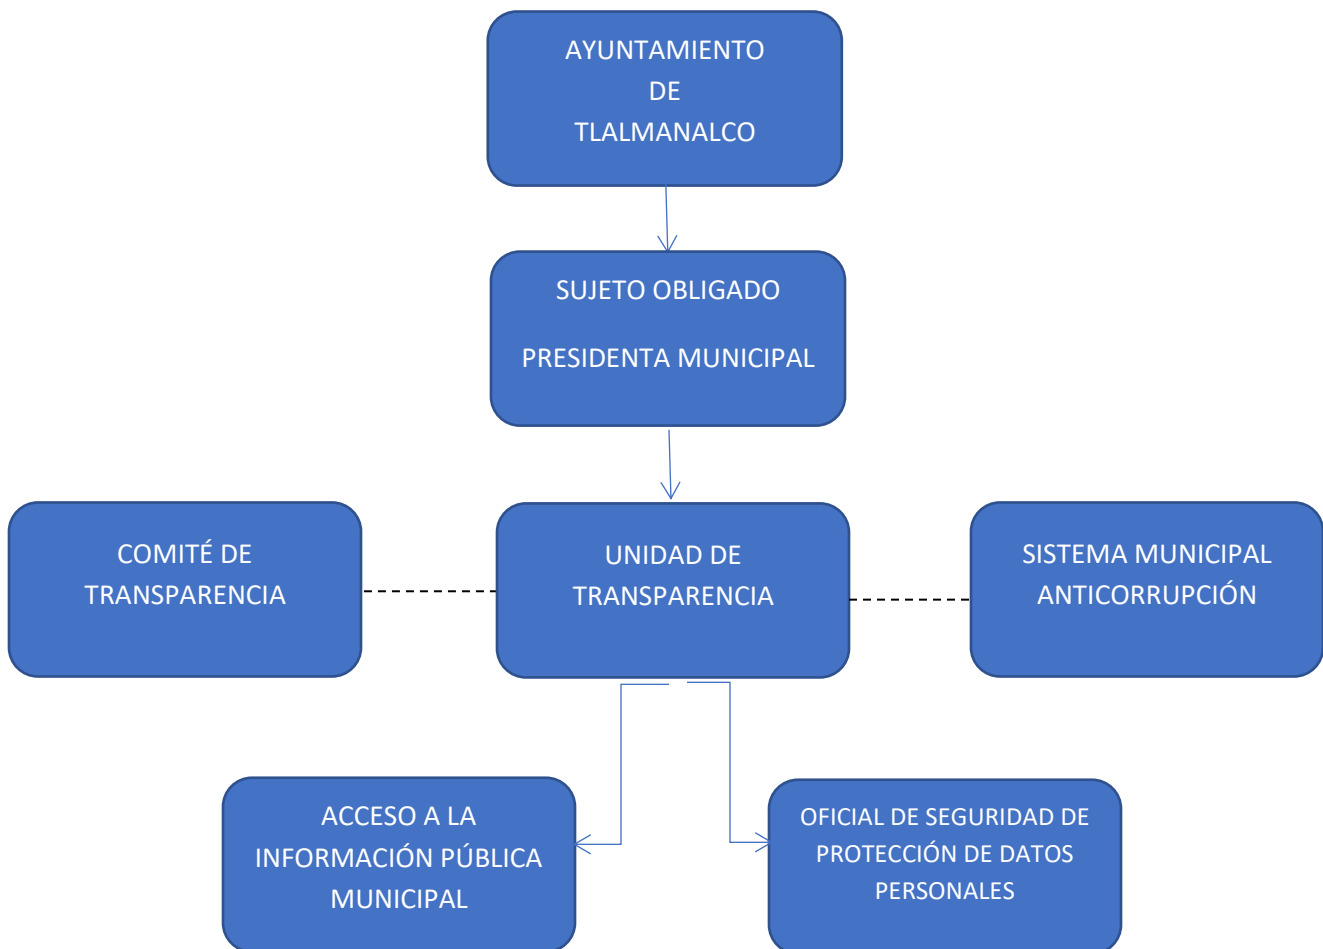 AYUNTAMIENTO
DE
TLALMANALCO
SUJETO OBLIGADO
PRESIDENTA MUNICIPAL
COMITÉ DE
TRANSPARENCIA
UNIDAD DE
TRANSPARENCIA
SISTEMA MUNICIPAL
ANTICORRUPCIÓN
ACCESO A LA
INFORMACIÓN PÚBLICA
MUNICIPAL
OFICIAL DE SEGURIDAD DE
PROTECCIÓN DE DATOS
PERSONALES